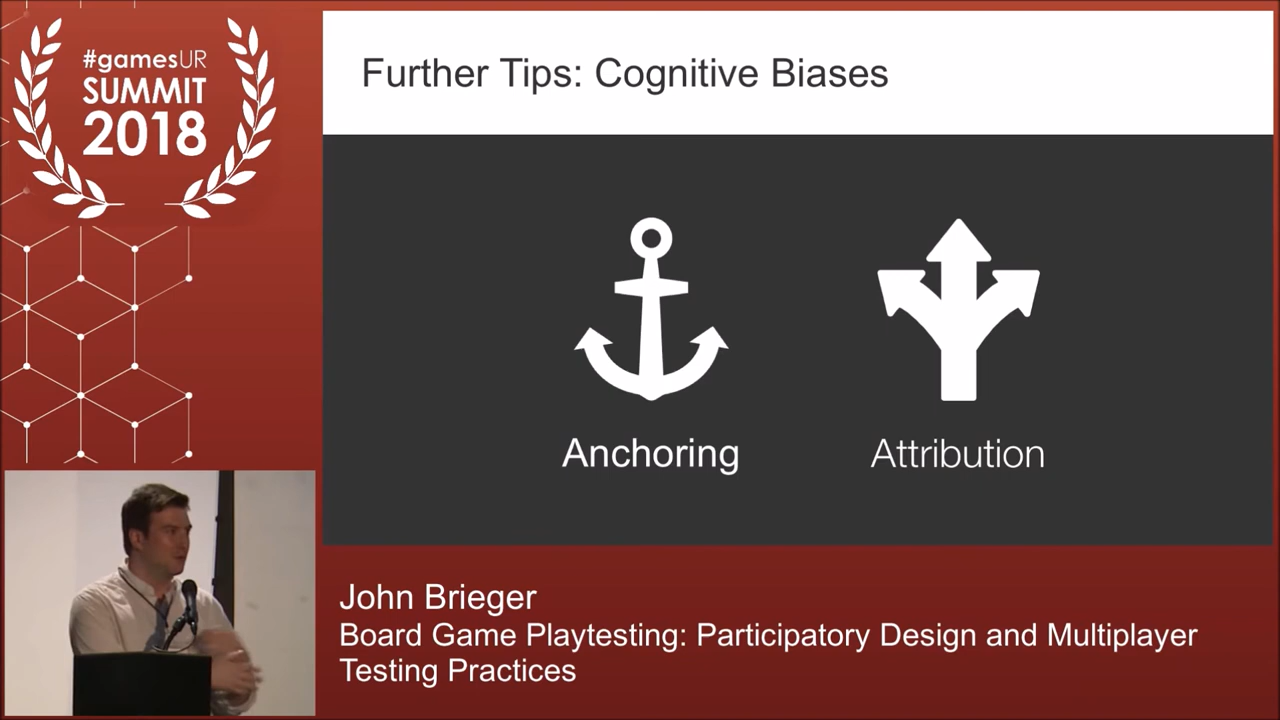 #gamesUR
SUMMIT
2018
Further Tips: Cognitive Biases
Anchoring
Attribution
John Brieger
Board Game Playtesting: Participatory Design and Multiplayer
Testing Practices